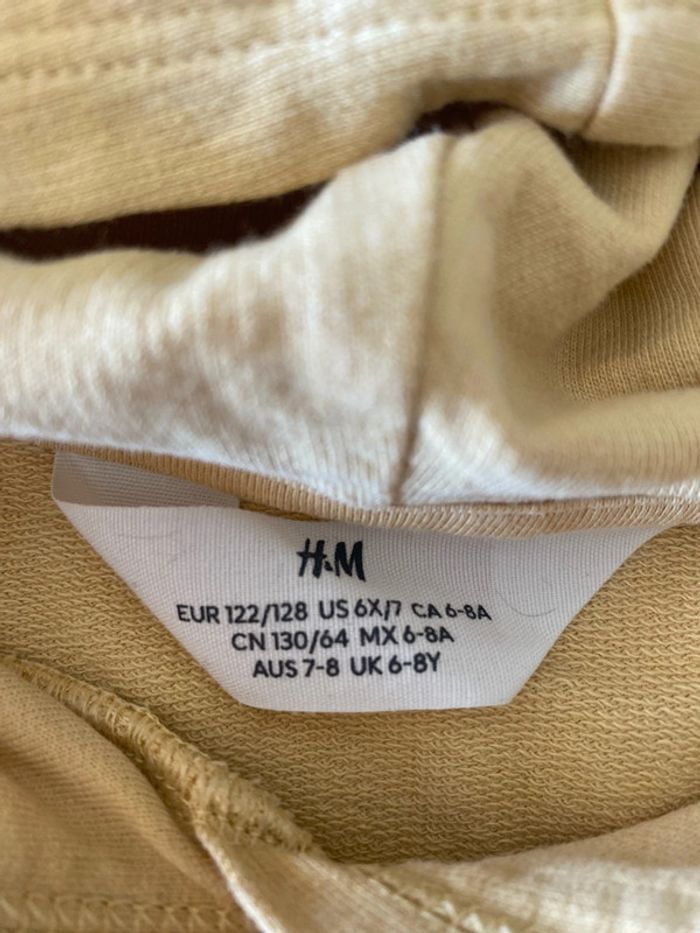 H&M
EUR 122/128 US 6X/7 CA 6-8A
CN 130/64 MX 6-8A
AUS 7-8 UK 6-8Y